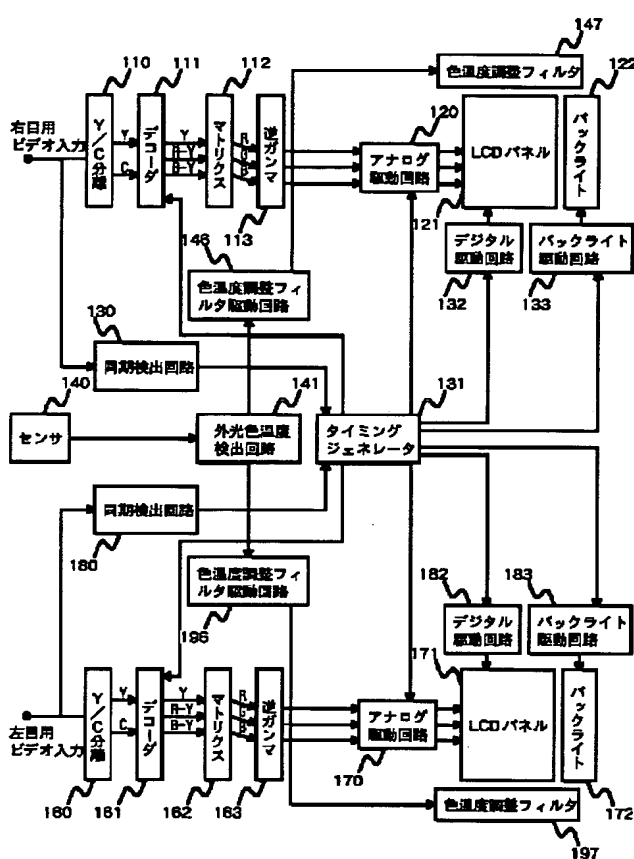 147
110
111
112
122
色温度調整フィルタ
120
右目用
ビデオ入力
Y/C分離
Y
C
デコーダ
Y
R-Y
B-Y
マトリクス
R
G
B
逆ガンマ
アナログ
駆動回路
LCDパネル
バックライト
113
121
146
デジタル
駆動回路
バックライト
駆動回路
色温度調整フィ
ルタ駆動回路
132
133
130
同期検出回路
140
141
131
センサ
外光色温度
検出回路
タイミング
ジェネレータ
同期検出回路
180
色温度調整フィ
ルタ駆動回路
182
183
196
デジタル
駆動回路
バックライト
駆動回路
171
左目用
ビデオ入力
Y/C分離
Y
C
デコーダ
Y
R-Y
B-Y
マトリクス
R
G
B
逆ガンマ
アナログ
駆動回路
LCDパネル
バックライト
170
160
161
162
163
色温度調整フィルタ
172
197